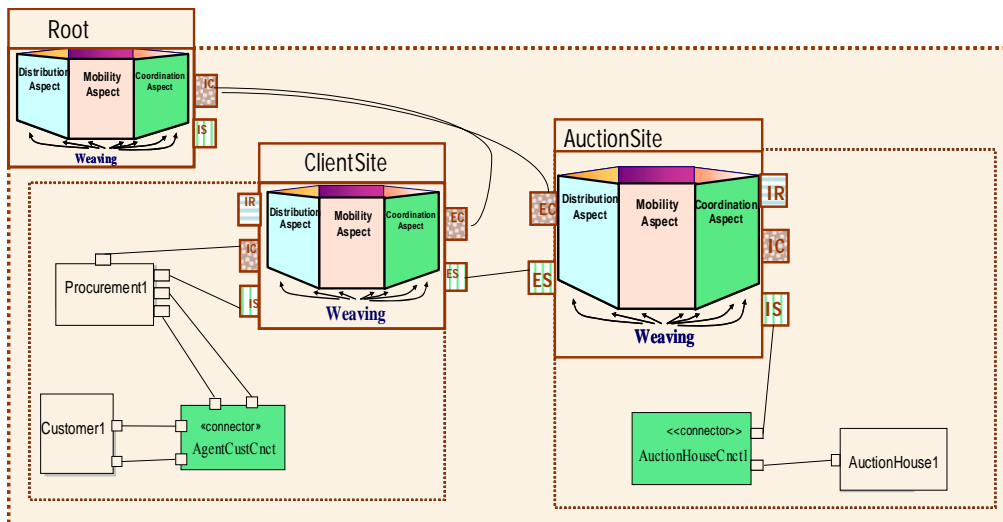 Root
Distribution
Aspect
Mobility
Aspect
Coordination
Aspect
IC
IS
Weaving
ClientSite
IR
IC
IS
Distribution
Aspect
Mobility
Aspect
Coordination
Aspect
EC
ES
Weaving
AuctionSite
EC
ES
Distribution
Aspect
Mobility
Aspect
Coordination
Aspect
IR
IC
IS
Weaving
Procurement1
Customer1
«connector»
AgentCustCnct
<<connector>>
AuctionHouseCnct1
AuctionHouse1